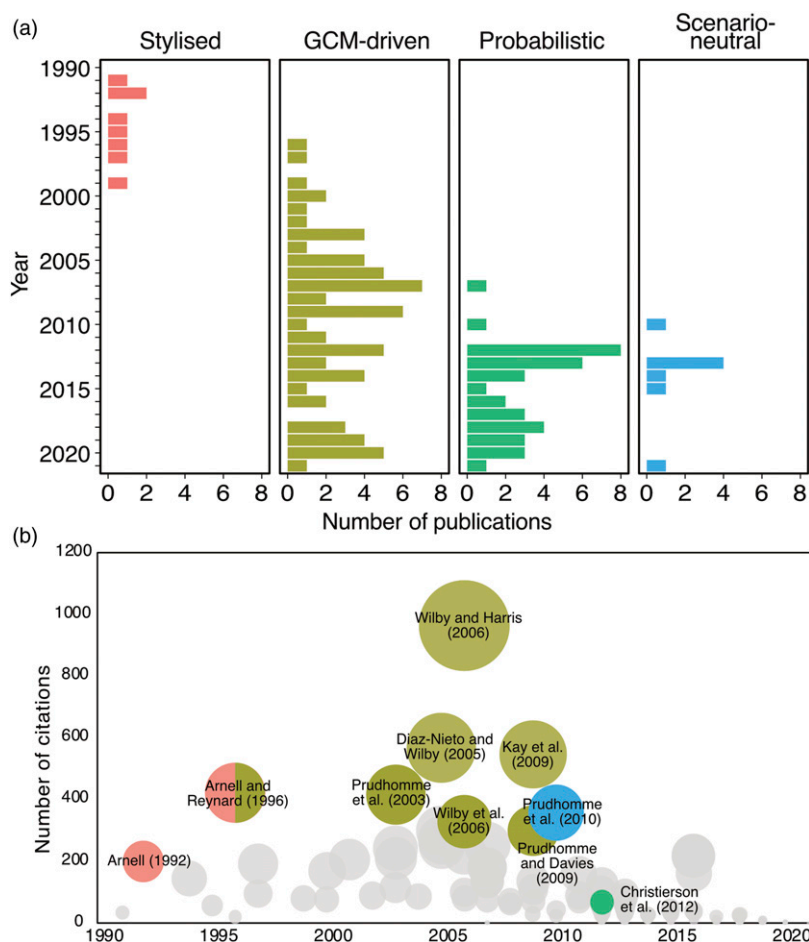 (a)
Stylised
GCM-driven
Probabilistic
Scenario-
neutral
1990
1995
2000
2005
2010
2015
2020
Year
0 2 4 6 8
0 2 4 6 8
0 2 4 6 8
0 2 4 6 8
Number of publications
(b)
1200
1000
800
600
400
200
0
Number of citations
Wilby and Harris
(2006)
Diaz-Nieto and
Wilby (2005)
Kay et al.
(2009)
Arnell and
Reynard (1996)
Prudhomme
et al. (2003)
Wilby et al.
(2006)
Prudhomme
et al. (2010)
Arnell (1992)
Prudhomme
and Davies
(2009)
Christierson
et al. (2012)
1990 1995 2000 2005 2010 2015 2020